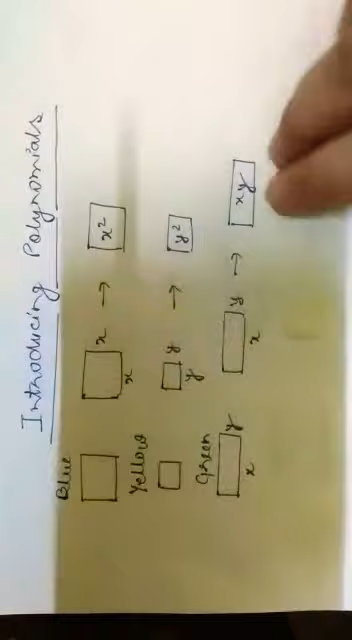 Introducing Polynomials
Blue
x x → x²
Yellow
y y → y²
Green
x y x y → xy